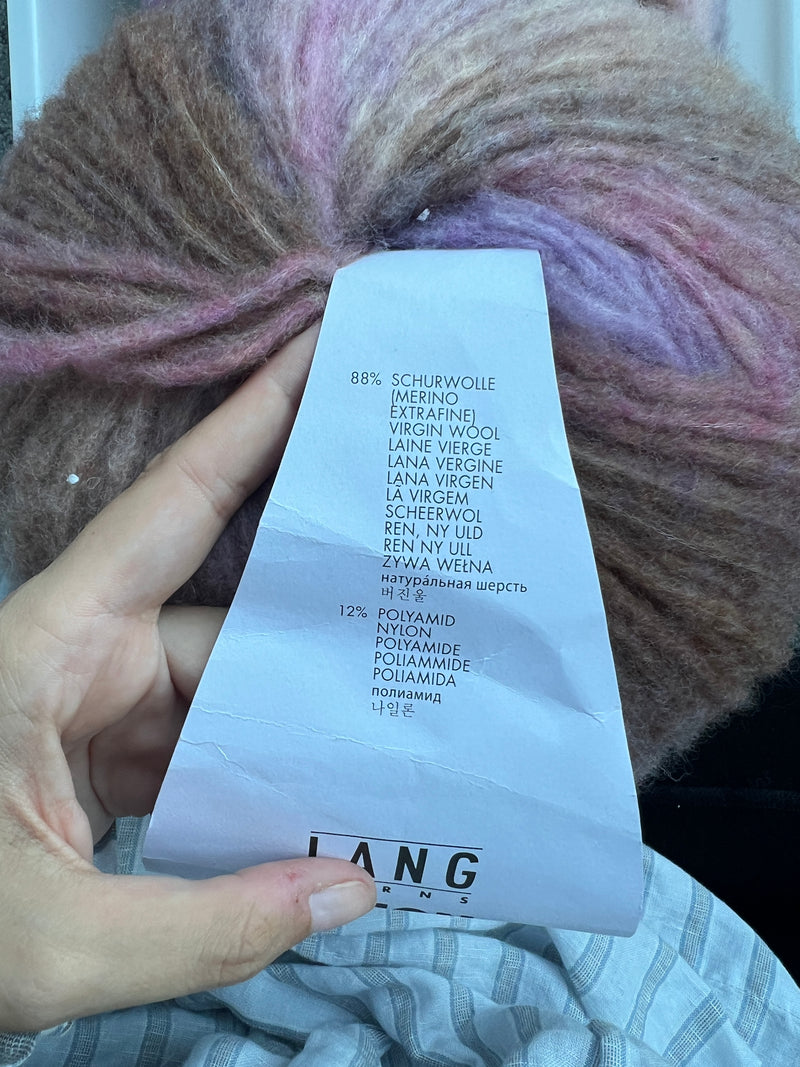 88% SCHURWOLLE
(MERINO
EXTRAFINE)
VIRGIN WOOL
LAINE VIERGE
LANA VERGINE
LANA VIRGEN
LÃ VIRGEM
SCHEERWOL
REN, NY ULD
REN NY ULL
ŻYWA WEŁNA
натура́льная шерсть
버진울
12% POLYAMID
NYLON
POLYAMIDE
POLIAMMIDE
POLIAMIDA
полиамид
나일론
LANG